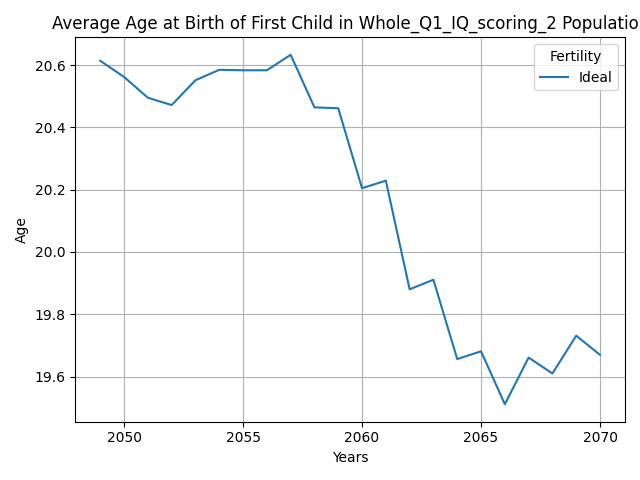 Average Age at Birth of First Child in Whole_Q1_IQ_scoring_2 Populatio
Fertility
Ideal
20.6
20.4
20.2
20.0
19.8
19.6
Age
2050 2055 2060 2065 2070
Years